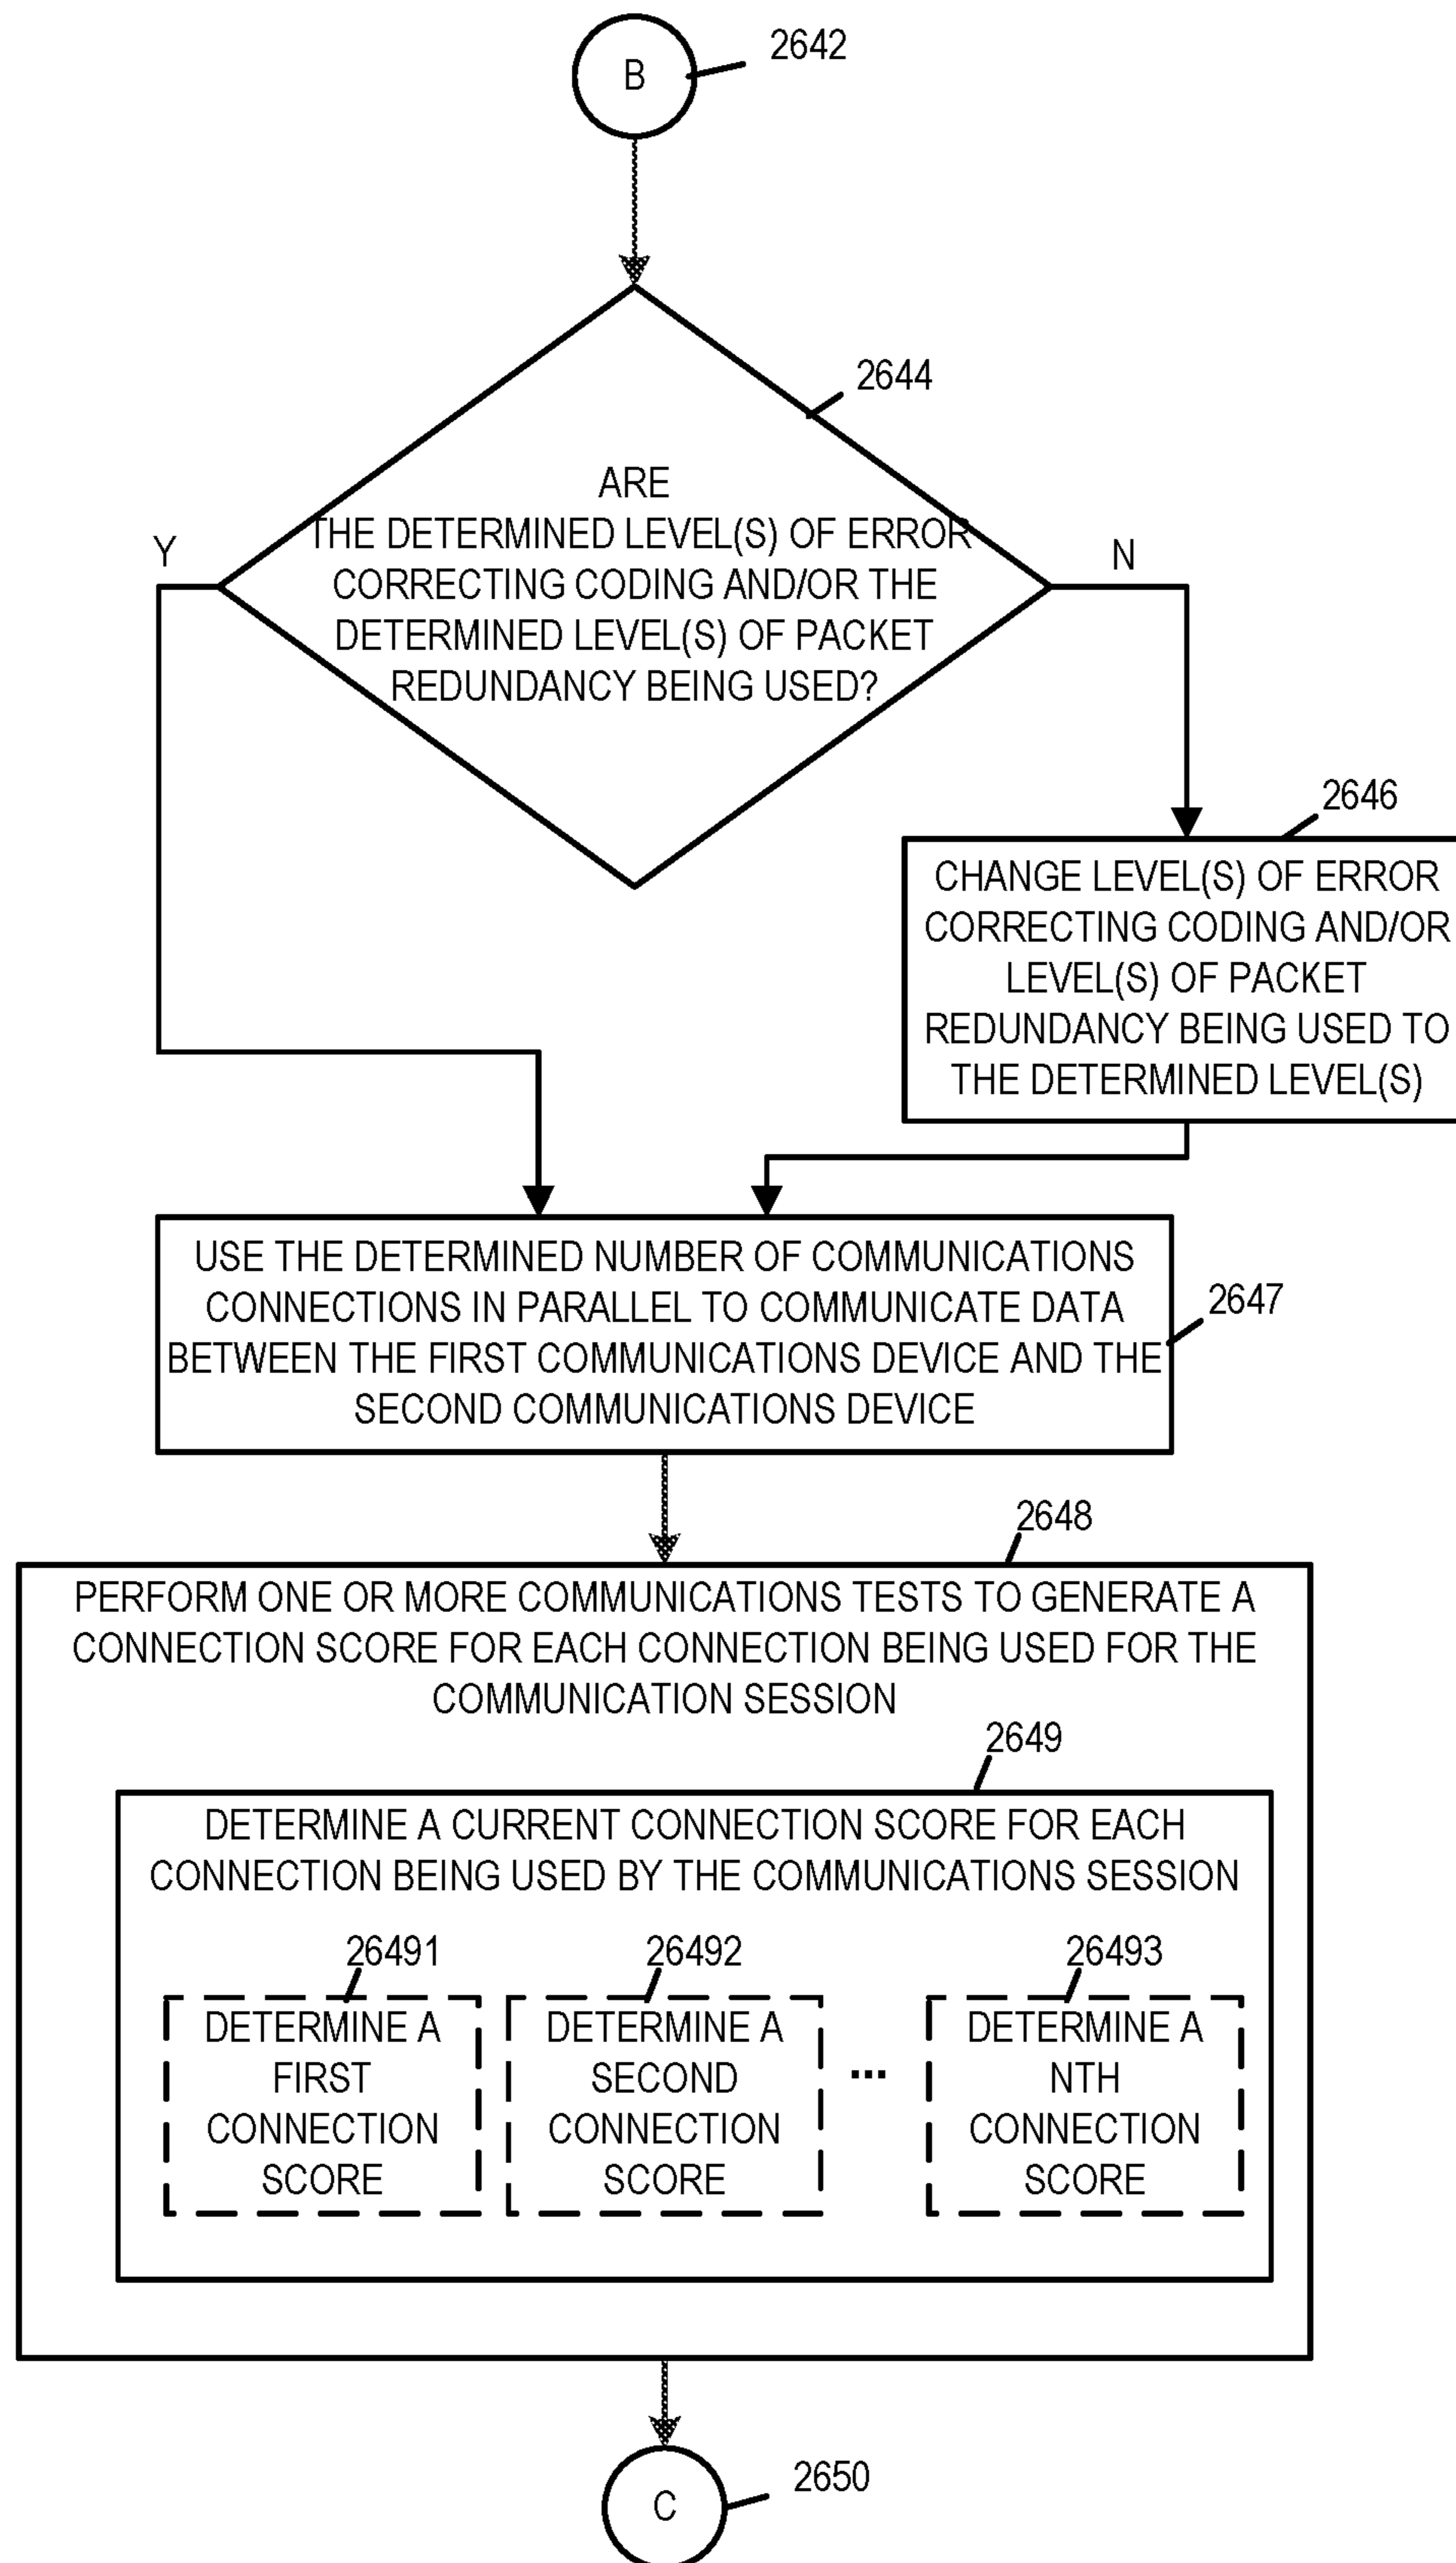 B
2642
2644
ARE
THE DETERMINED LEVEL(S) OF ERROR
CORRECTING CODING AND/OR THE
DETERMINED LEVEL(S) OF PACKET
REDUNDANCY BEING USED?
Y
N
2646
CHANGE LEVEL(S) OF ERROR
CORRECTING CODING AND/OR
LEVEL(S) OF PACKET
REDUNDANCY BEING USED TO
THE DETERMINED LEVEL(S)
USE THE DETERMINED NUMBER OF COMMUNICATIONS
CONNECTIONS IN PARALLEL TO COMMUNICATE DATA
BETWEEN THE FIRST COMMUNICATIONS DEVICE AND THE
SECOND COMMUNICATIONS DEVICE
2647
2648
PERFORM ONE OR MORE COMMUNICATIONS TESTS TO GENERATE A
CONNECTION SCORE FOR EACH CONNECTION BEING USED FOR THE
COMMUNICATION SESSION
2649
DETERMINE A CURRENT CONNECTION SCORE FOR EACH
CONNECTION BEING USED BY THE COMMUNICATIONS SESSION
26491
DETERMINE A
FIRST
CONNECTION
SCORE
26492
DETERMINE A
SECOND
CONNECTION
SCORE
...
26493
DETERMINE A
NTH
CONNECTION
SCORE
C
2650